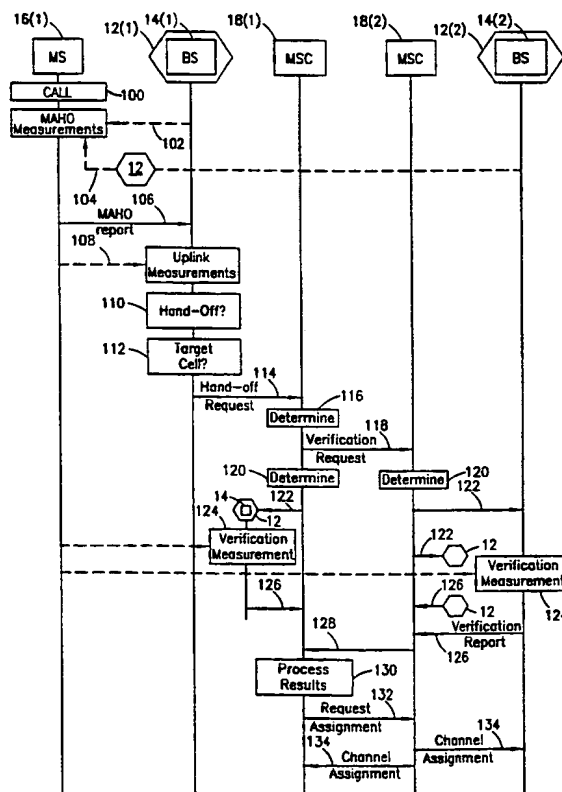 16(1)
12(1)
14(1)
18(1)
18(2)
12(2)
14(2)
MS
BS
MSC
MSC
BS
CALL
100
MAHO
Measurements
102
12
104
106
MAHO
report
108
Uplink
Measurements
110
Hand-Off?
112
Target
Cell?
114
Hand-off
Request
116
Determine
118
Verification
Request
120
Determine
Determine
120
14
122
12
122
124
Verification
Measurement
122
12
Verification
Measurement
126
126
12
124
Verification
Report
126
128
Process
Results
130
132
Request
Assignment
134
Channel
Assignment
134
Channel
Assignment